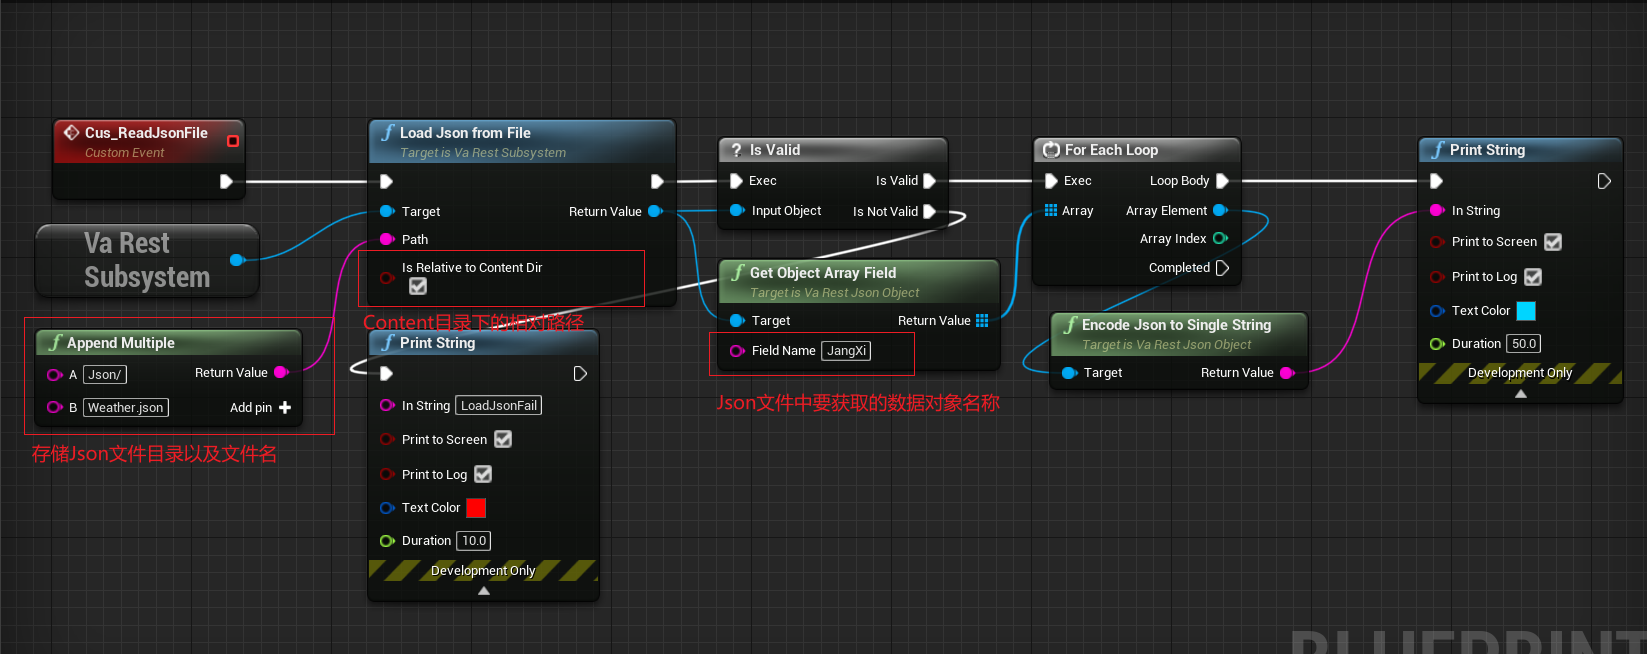 Cus_ReadJsonFile
Custom Event
Va Rest
Subsystem
Append Multiple
A Json/
Return Value
B Weather.json
Add pin
存储Json文件目录以及文件名
Load Json from File
Target is Va Rest Subsystem
Target
Return Value
Path
Is Relative to Content Dir
Content目录下的相对路径
Print String
In String LoadJsonFail
Print to Screen
Print to Log
Text Color
Duration 10.0
Development Only
? Is Valid
Exec
Is Valid
Input Object
Is Not Valid
Get Object Array Field
Target is Va Rest Json Object
Target
Return Value
Field Name JangXi
Json文件中要获取的数据对象名称
For Each Loop
Exec
Loop Body
Array
Array Element
Array Index
Completed
Encode Json to Single String
Target is Va Rest Json Object
Target
Return Value
Print String
In String
Print to Screen
Print to Log
Text Color
Duration 50.0
Development Only
BLUEPRINT